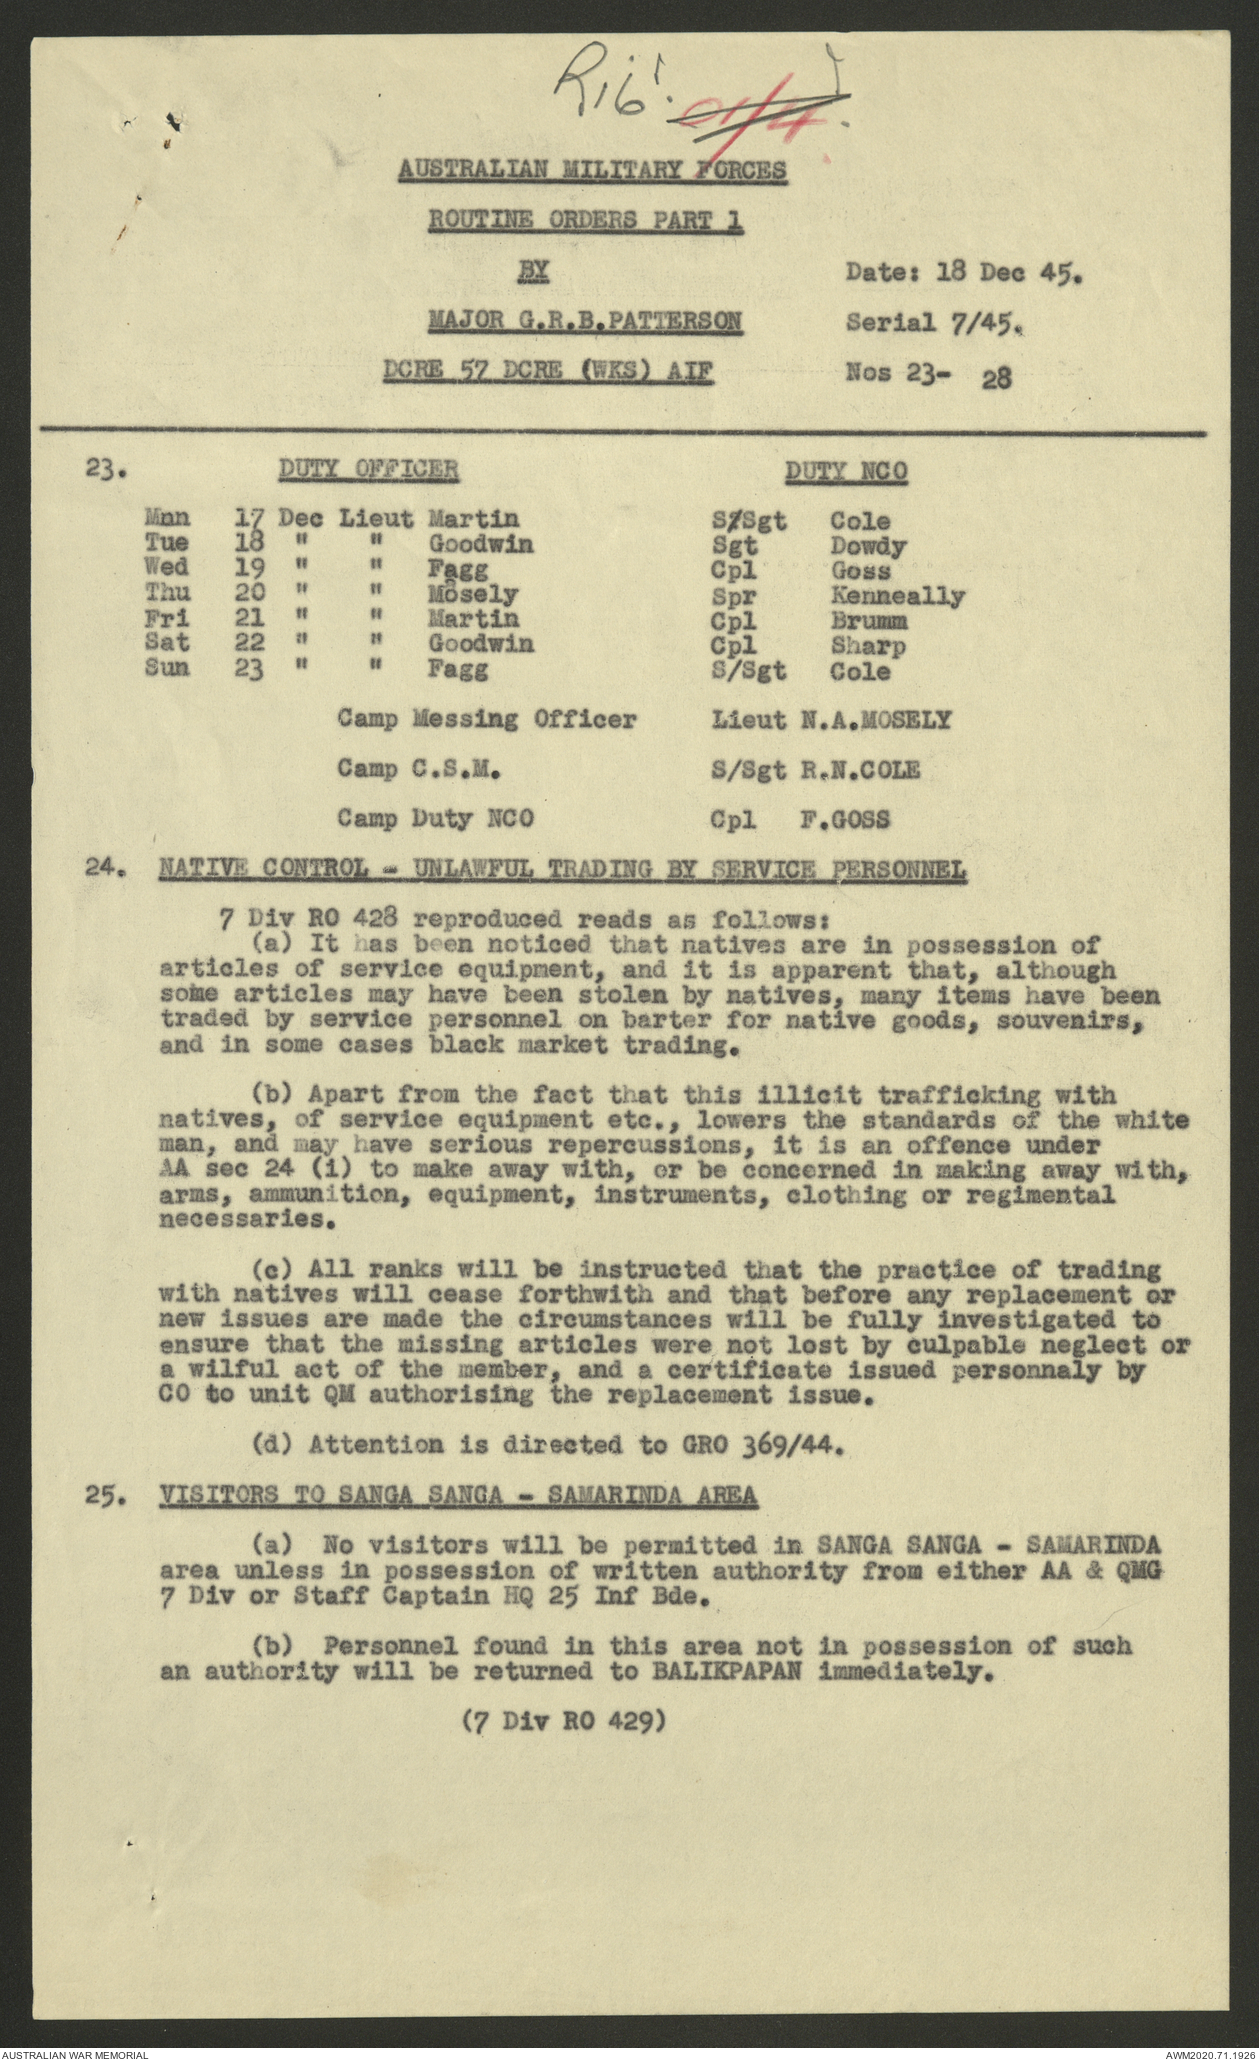 R16'. 01/4.
AUSTRALIAN MILITARY FORCES
ROUTINE ORDERS PART 1
BY Date: 18 Dec 45.
MAJOR G.R.B.PATTERSON Serial 7/45.
DCRE 57 DCRE (WKS) AIF Nos 23- 28
23. DUTY OFFICER DUTY NCO
Mnn 17 Dec Lieut Martin S/Sgt Cole
Tue 18 " " Goodwin Sgt Dowdy
Wed 19 " " Fagg Cpl Goss
Thu 20 " " Mosely Spr Kenneally
Fri 21 " " Martin Cpl Brumm
Sat 22 " " Goodwin Cpl Sharp
Sun 23 " " Fagg S/Sgt Cole
Camp Messing Officer Lieut N.A.MOSELY
Camp C.S.M. S/Sgt R.N.COLE
Camp Duty NCO Cpl F.GOSS
24. NATIVE CONTROL - UNLAWFUL TRADING BY SERVICE PERSONNEL
7 Div RO 428 reproduced reads as follows:
(a) It has been noticed that natives are in possession of
articles of service equipment, and it is apparent that, although
some articles may have been stolen by natives, many items have been
traded by service personnel on barter for native goods, souvenirs,
and in some cases black market trading.
(b) Apart from the fact that this illicit trafficking with
natives, of service equipment etc., lowers the standards of the white
man, and may have serious repercussions, it is an offence under
AA sec 24 (i) to make away with, or be concerned in making away with,
arms, ammunition, equipment, instruments, clothing or regimental
necessaries.
(c) All ranks will be instructed that the practice of trading
with natives will cease forthwith and that before any replacement or
new issues are made the circumstances will be fully investigated to
ensure that the missing articles were not lost by culpable neglect or
a wilful act of the member, and a certificate issued personnaly by
CO to unit QM authorising the replacement issue.
(d) Attention is directed to GRO 369/44.
25. VISITORS TO SANGA SANGA - SAMARINDA AREA
(a) No visitors will be permitted in SANGA SANGA - SAMARINDA
area unless in possession of written authority from either AA & QMG
7 Div or Staff Captain HQ 25 Inf Bde.
(b) Personnel found in this area not in possession of such
an authority will be returned to BALIKPAPAN immediately.
(7 Div RO 429)
AUSTRALIAN WAR MEMORIAL AWM2020.71.1926